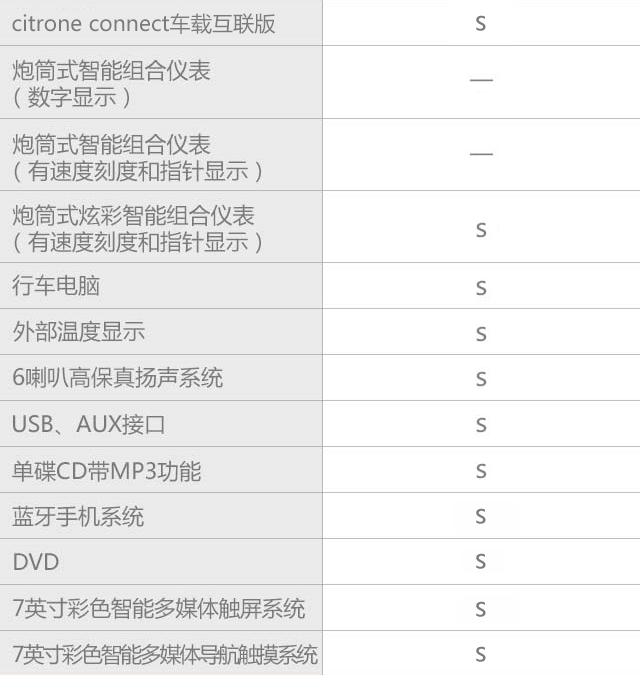 citrone connect车载互联版 S
炮筒式智能组合仪表
（数字显示） —
炮筒式智能组合仪表
（有速度刻度和指针显示） —
炮筒式炫彩智能组合仪表
（有速度刻度和指针显示） S
行车电脑 S
外部温度显示 S
6喇叭高保真扬声系统 S
USB、AUX接口 S
单碟CD带MP3功能 S
蓝牙手机系统 S
DVD S
7英寸彩色智能多媒体触屏系统 S
7英寸彩色智能多媒体导航触摸系统 S